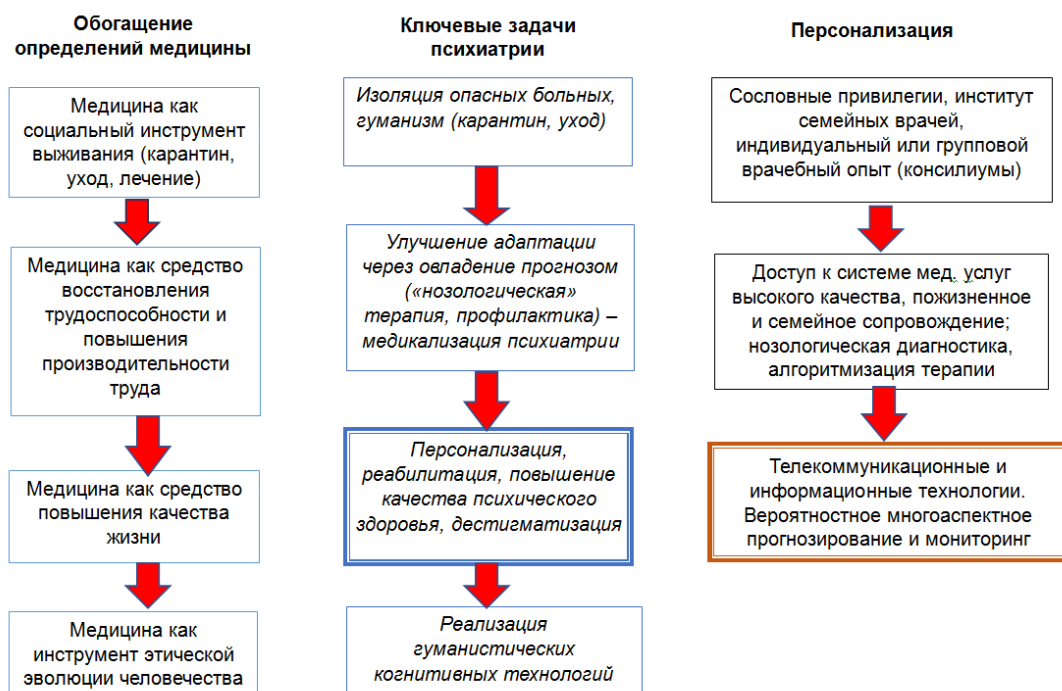 Обогащение
определений медицины
Медицина как
социальный инструмент
выживания (карантин,
уход, лечение)
Медицина как средство
восстановления
трудоспособности и
повышения
производительности
труда
Медицина как средство
повышения качества
жизни
Медицина как
инструмент этической
эволюции человечества
Ключевые задачи
психиатрии
Изоляция опасных больных,
гуманизм (карантин, уход)
Улучшение адаптации
через овладение прогнозом
(«нозологическая»
терапия, профилактика) –
медикализация психиатрии
Персонализация,
реабилитация, повышение
качества психического
здоровья, дестигматизация
Реализация
гуманистических
когнитивных технологий
Персонализация
Сословные привилегии, институт
семейных врачей,
индивидуальный или групповой
врачебный опыт (консилиумы)
Доступ к системе мед. услуг
высокого качества, пожизненное
и семейное сопровождение;
нозологическая диагностика,
алгоритмизация терапии
Телекоммуникационные и
информационные технологии.
Вероятностное многоаспектное
прогнозирование и мониторинг